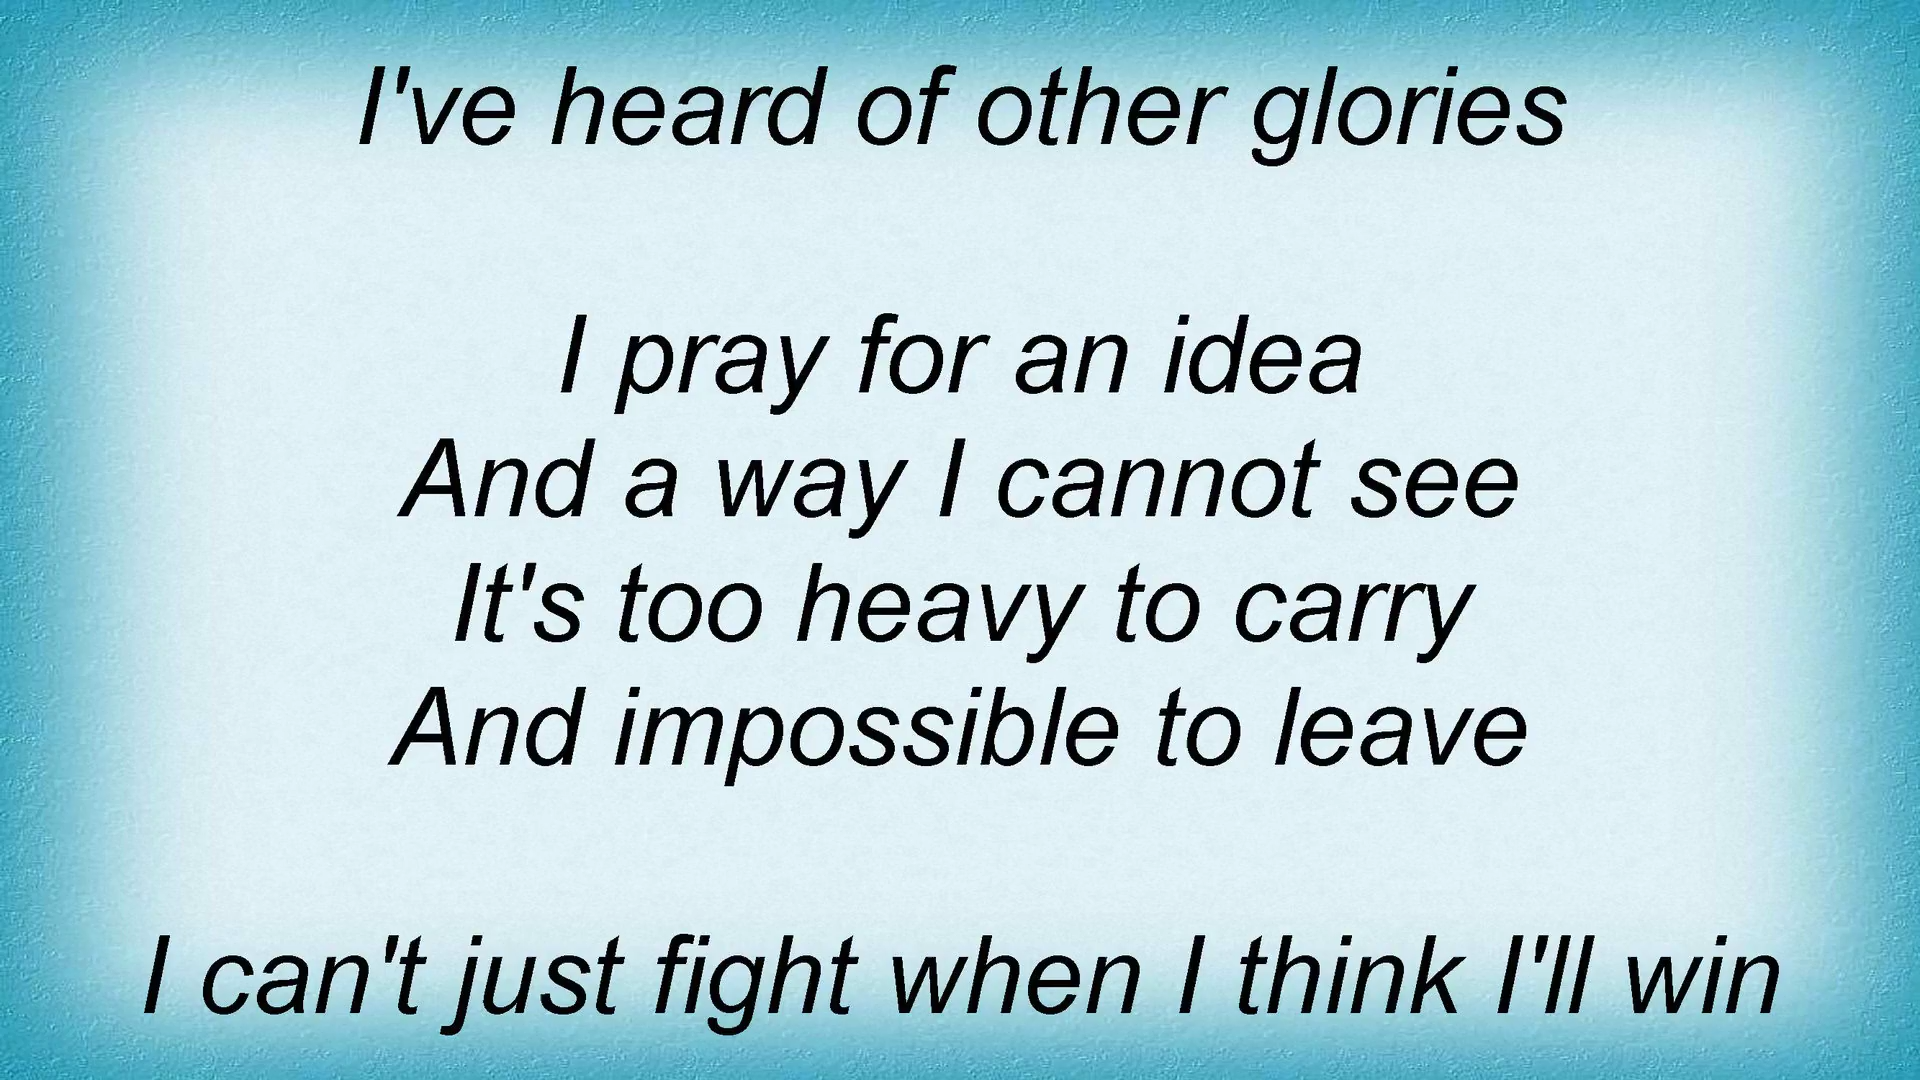 I've heard of other glories
I pray for an idea
And a way I cannot see
It's too heavy to carry
And impossible to leave
I can't just fight when I think I'll win